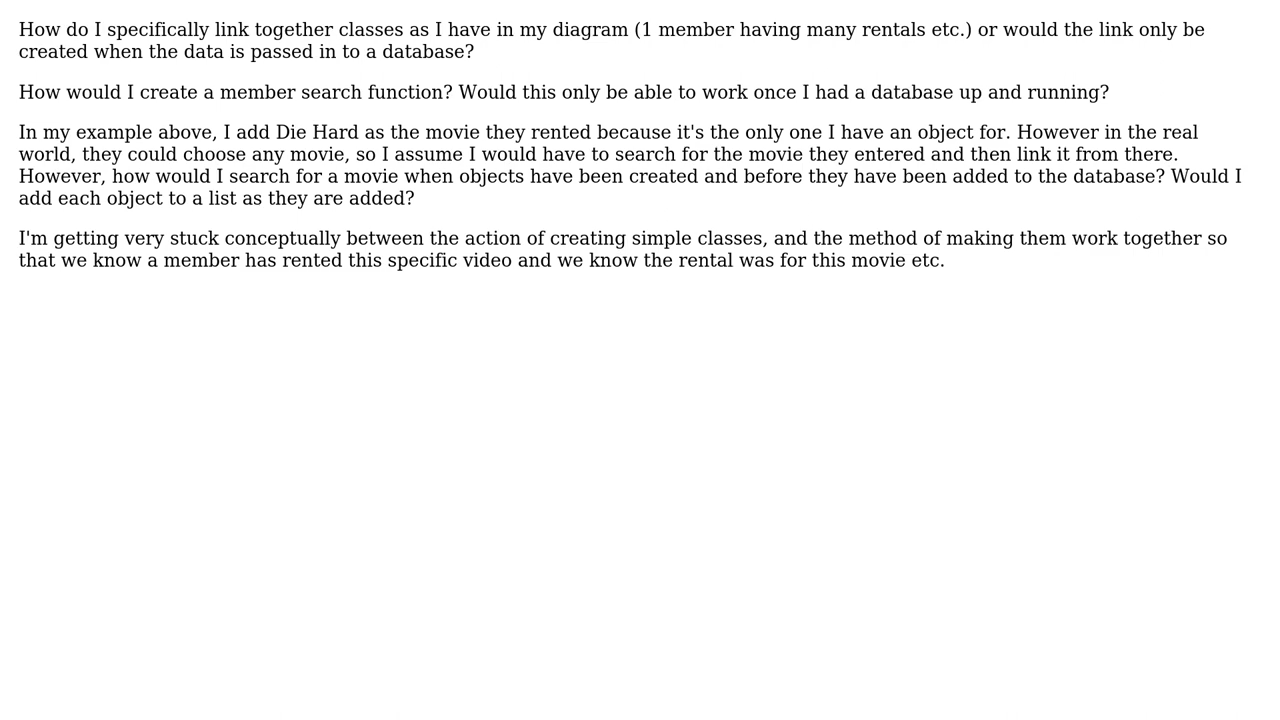 How do I specifically link together classes as I have in my diagram (1 member having many rentals etc.) or would the link only be
created when the data is passed in to a database?
How would I create a member search function? Would this only be able to work once I had a database up and running?
In my example above, I add Die Hard as the movie they rented because it's the only one I have an object for. However in the real
world, they could choose any movie, so I assume I would have to search for the movie they entered and then link it from there.
However, how would I search for a movie when objects have been created and before they have been added to the database? Would I
add each object to a list as they are added?
I'm getting very stuck conceptually between the action of creating simple classes, and the method of making them work together so
that we know a member has rented this specific video and we know the rental was for this movie etc.